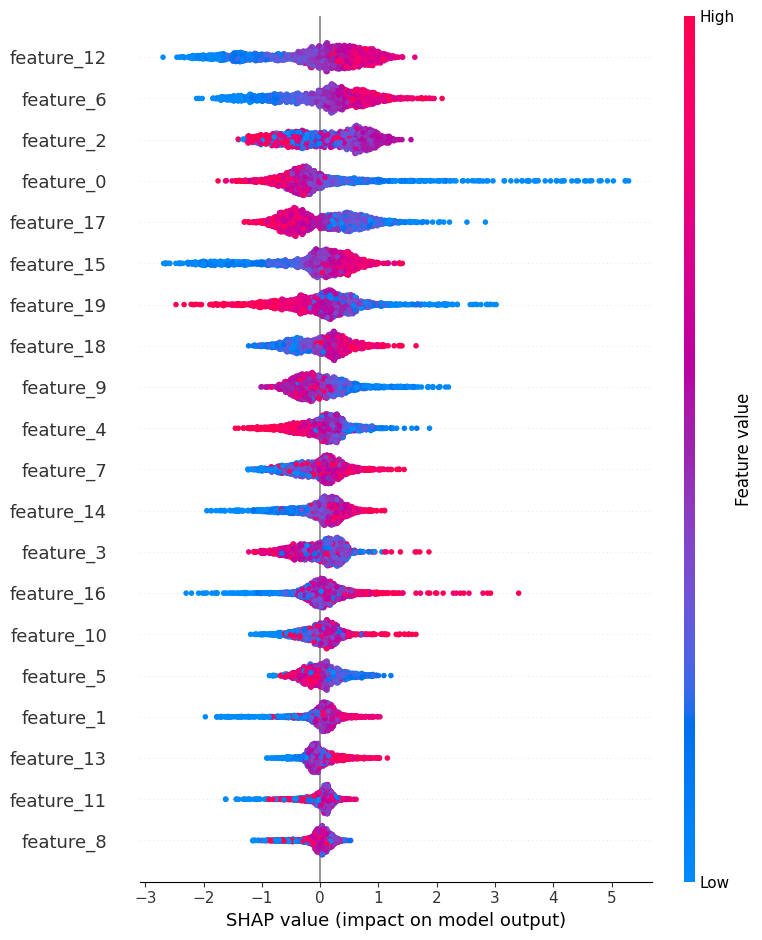 High
feature_12
feature_6
feature_2
feature_0
feature_17
feature_15
feature_19
feature_18
feature_9
feature_4
feature_7
feature_14
feature_3
feature_16
feature_10
feature_5
feature_1
feature_13
feature_11
feature_8
Feature value
Low
−3 −2 −1 0 1 2 3 4 5
SHAP value (impact on model output)